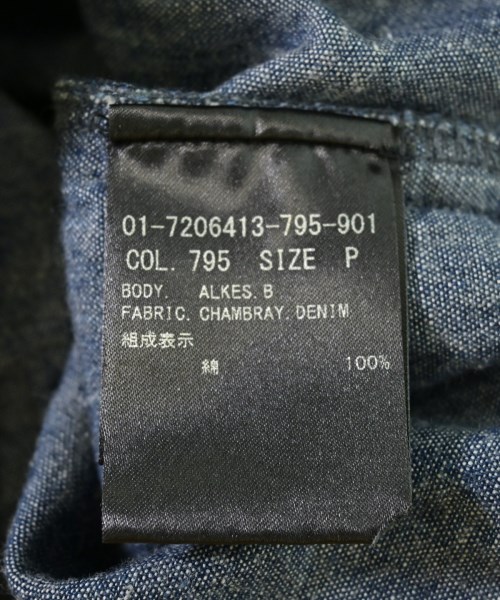 01-7206413-795-901
COL. 795 SIZE P
BODY. ALKES. B
FABRIC. CHAMBRAY. DENIM
組成表示
綿 100%